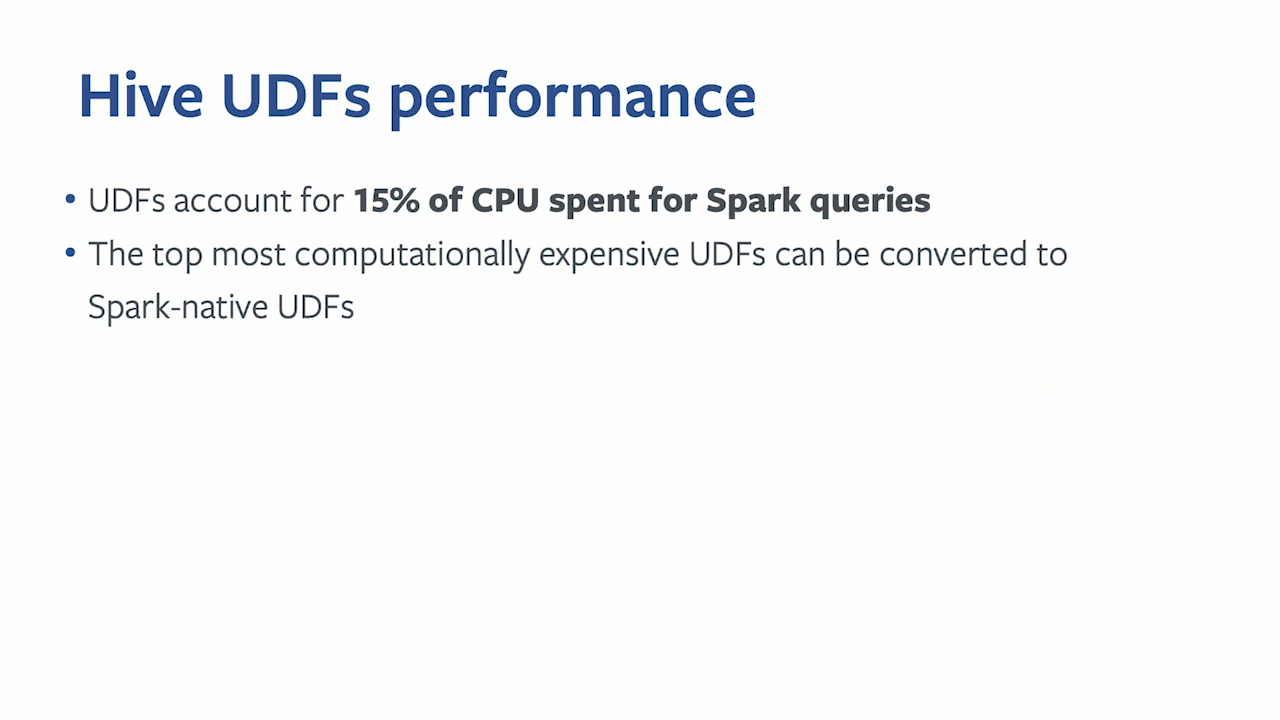 Hive UDFs performance
• UDFs account for 15% of CPU spent for Spark queries
• The top most computationally expensive UDFs can be converted to
Spark-native UDFs